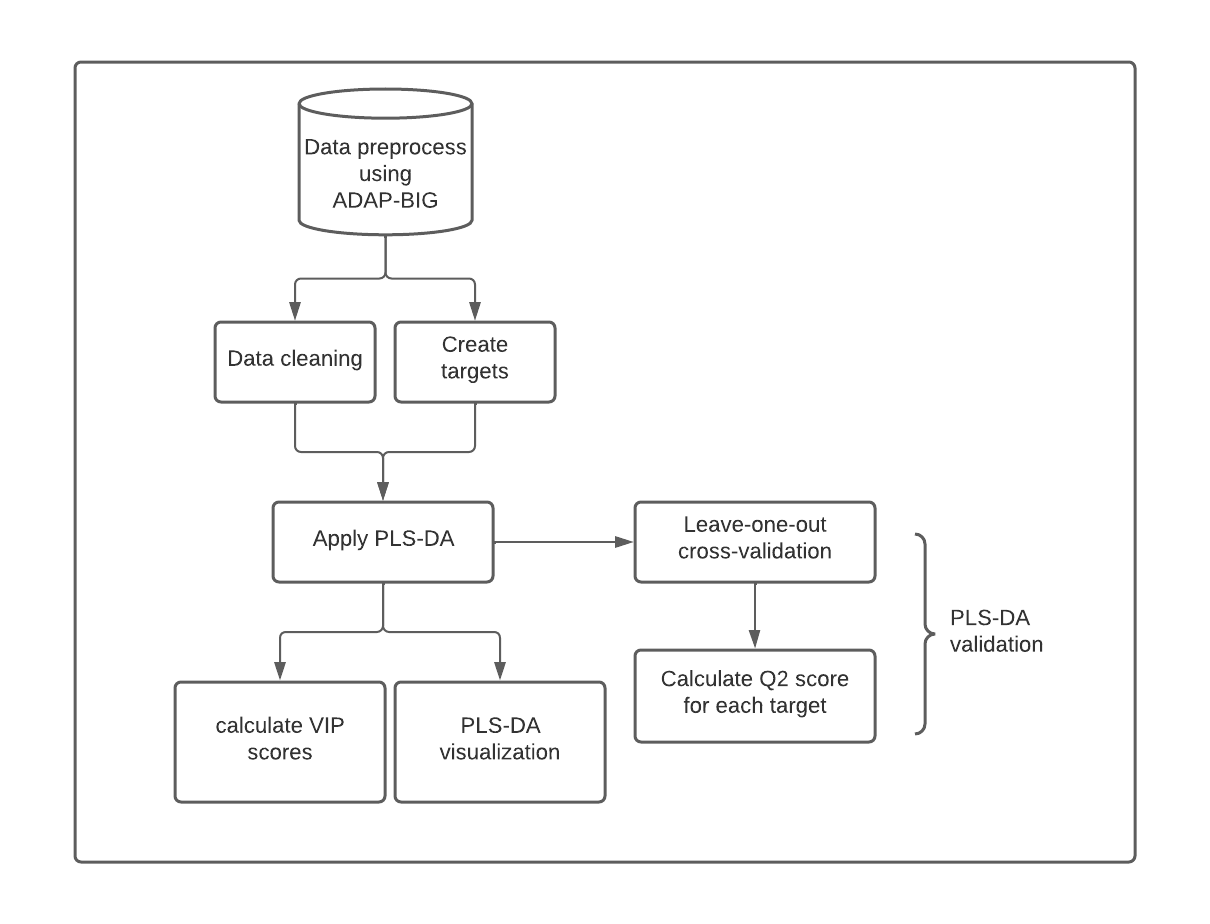 Data preprocess
using
ADAP-BIG
Data cleaning
Create
targets
Apply PLS-DA
Leave-one-out
cross-validation
PLS-DA
validation
Calculate Q2 score
for each target
calculate VIP
scores
PLS-DA
visualization